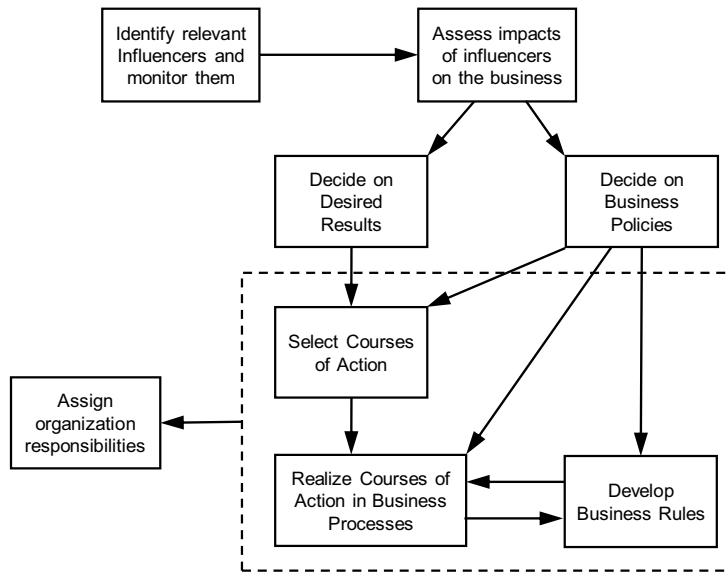 Identify relevant
Influencers and
monitor them
Assess impacts
of influencers
on the business
Decide on
Desired
Results
Decide on
Business
Policies
Select Courses
of Action
Assign
organization
responsibilities
Realize Courses of
Action in Business
Processes
Develop
Business Rules